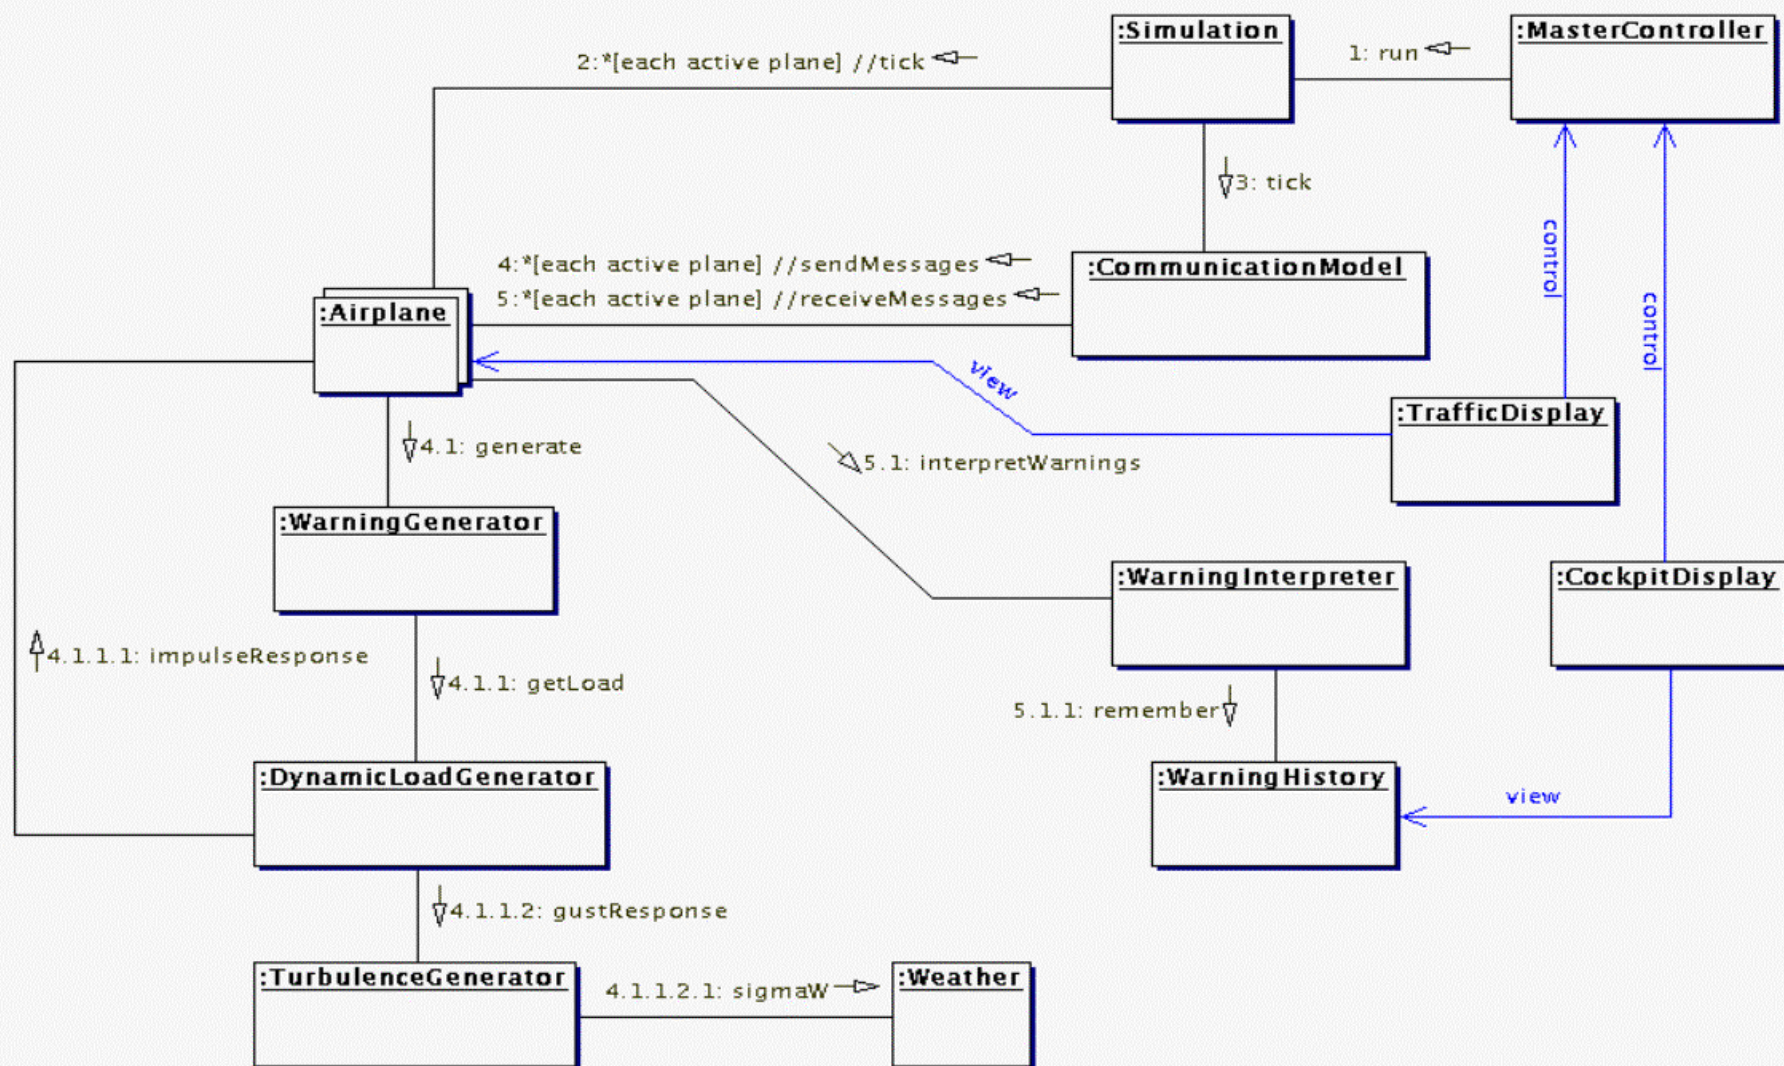 :Simulation
:MasterController
2:*[each active plane] //tick
1: run
3: tick
control
4:*[each active plane] //sendMessages
:CommunicationModel
5:*[each active plane] //receiveMessages
:Airplane
control
view
:TrafficDisplay
4.1: generate
5.1: interpretWarnings
:WarningGenerator
:WarningInterpreter
:CockpitDisplay
4.1.1.1: impulseResponse
4.1.1: getLoad
5.1.1: remember
:DynamicLoadGenerator
:WarningHistory
view
4.1.1.2: gustResponse
:TurbulenceGenerator
4.1.1.2.1: sigmaW
:Weather